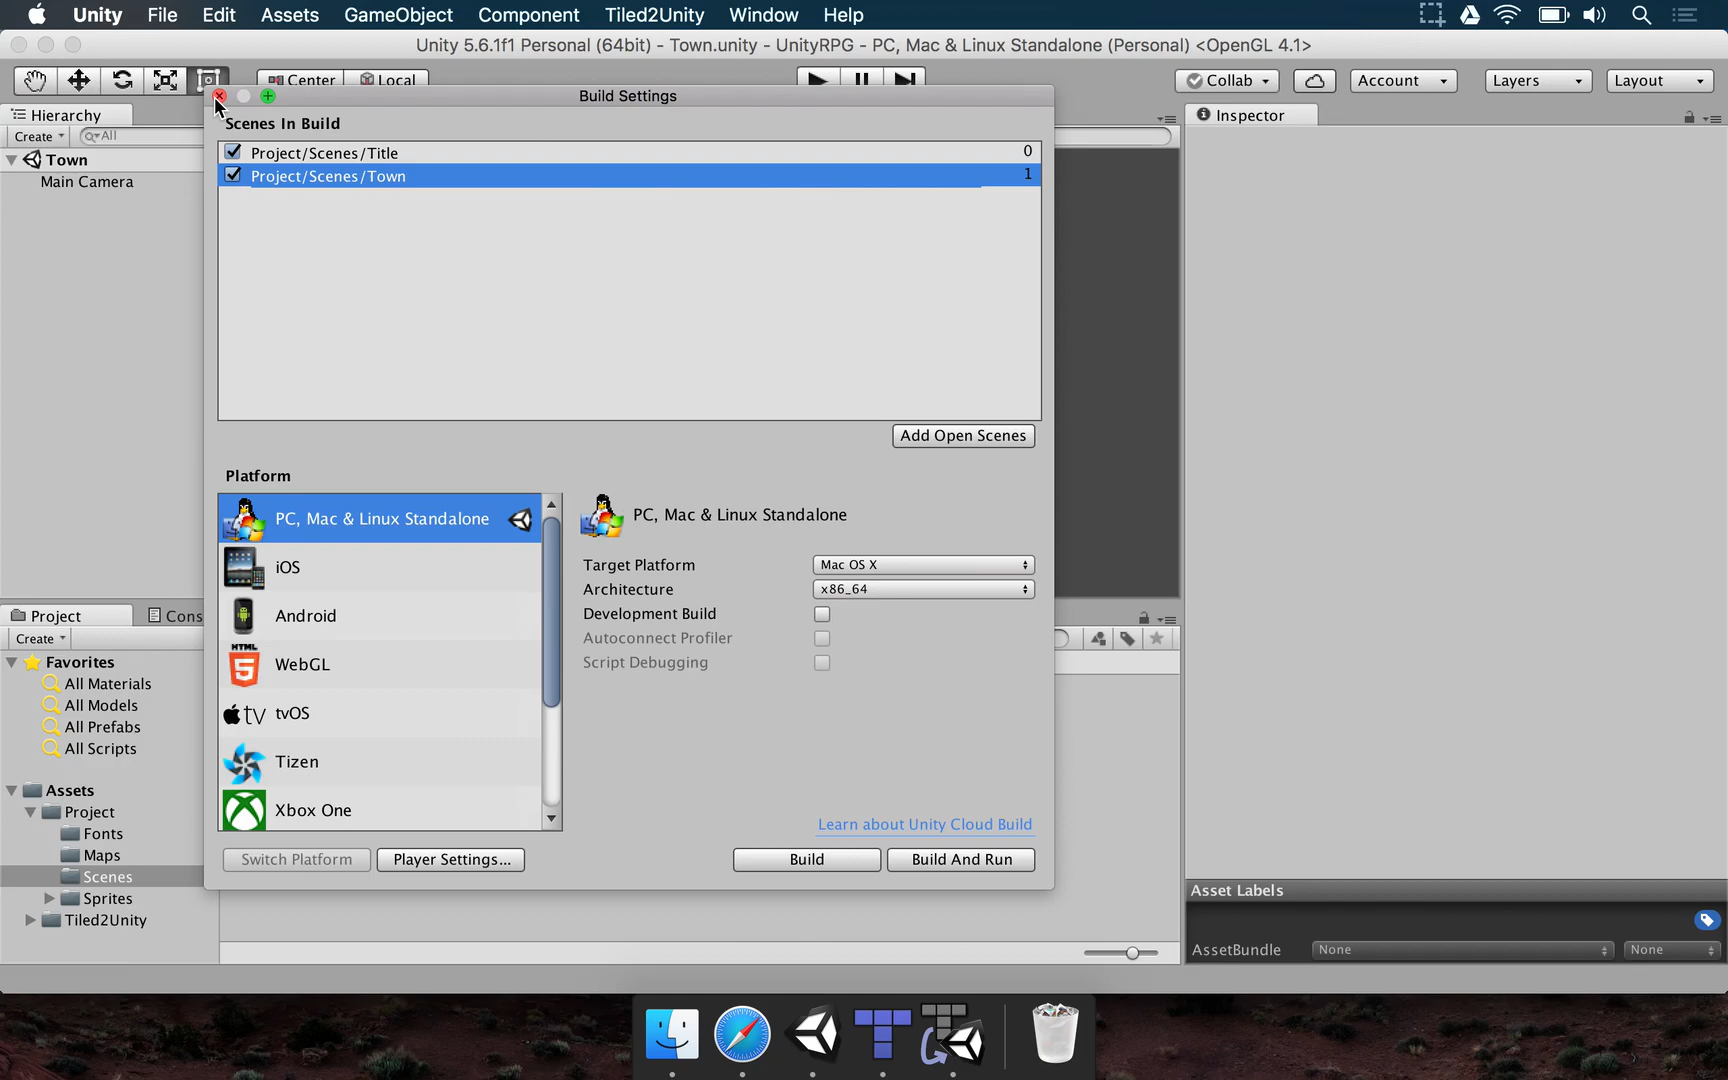 Unity File Edit Assets GameObject Component Tiled2Unity Window Help
Unity 5.6.1f1 Personal (64bit) - Town.unity - UnityRPG - PC, Mac & Linux Standalone (Personal) <OpenGL 4.1>
Center Local Collab Account Layers Layout
Build Settings
Hierarchy
Inspector
Create All
Scenes In Build
Town
Main Camera
Project/Scenes/Title 0
Project/Scenes/Town 1
Add Open Scenes
Platform
PC, Mac & Linux Standalone
iOS
Android
HTML
5
WebGL
tv tvOS
Tizen
Xbox One
PC, Mac & Linux Standalone
Target Platform Mac OS X
Architecture x86_64
Development Build
Autoconnect Profiler
Script Debugging
Learn about Unity Cloud Build
Switch Platform Player Settings... Build Build And Run
Project Cons
Create
Favorites
All Materials
All Models
All Prefabs
All Scripts
Assets
Project
Fonts
Maps
Scenes
Sprites
Tiled2Unity
Asset Labels
AssetBundle None None